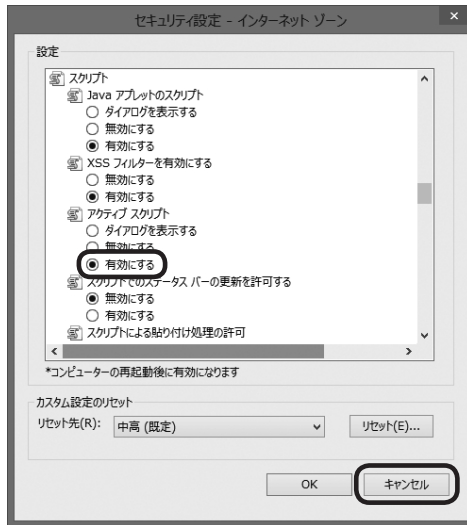 セキュリティ設定 - インターネット ゾーン
×
設定
スクリプト
Java アプレットのスクリプト
ダイアログを表示する
無効にする
有効にする
XSS フィルターを有効にする
無効にする
有効にする
アクティブ スクリプト
ダイアログを表示する
無効にする
有効にする
スクリプトでのステータス バーの更新を許可する
無効にする
有効にする
スクリプトによる貼り付け処理の許可
*コンピューターの再起動後に有効になります
カスタム設定のリセット
リセット先(R): 中高 (既定) リセット(E)...
OK キャンセル